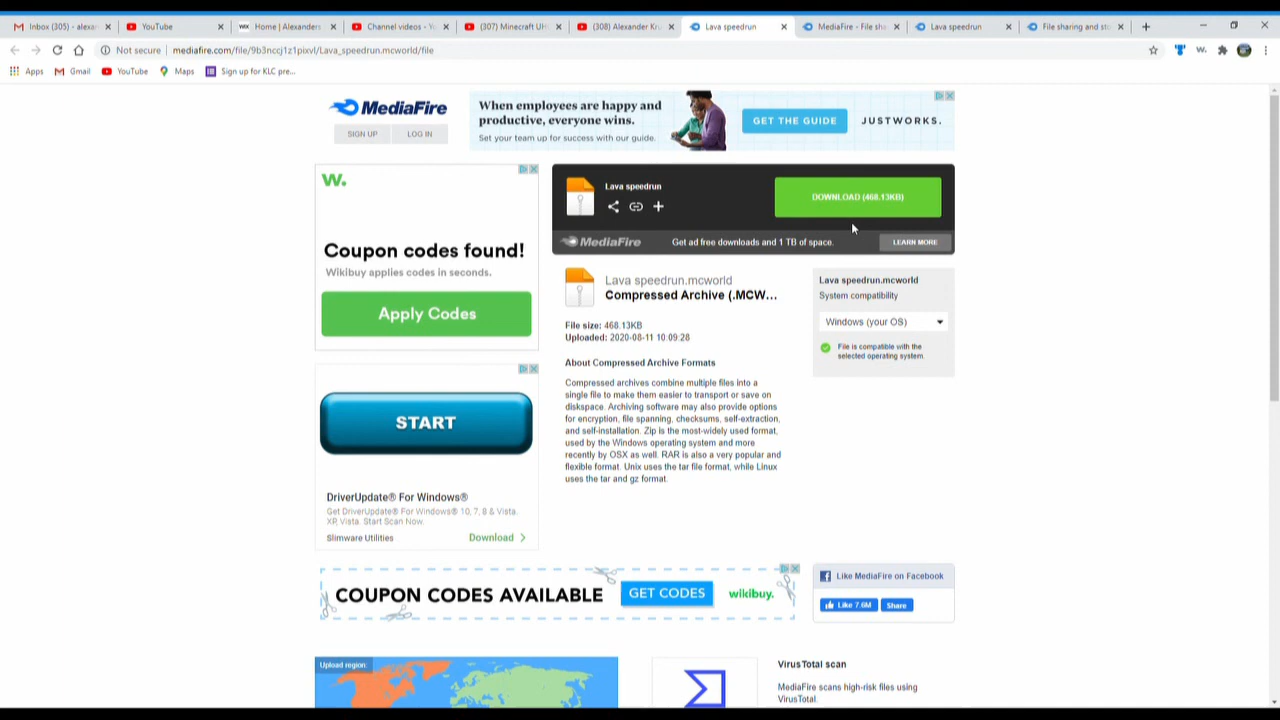 Inbox (305) - alexa
YouTube
WIX Home | Alexanders
Channel videos - Y
(307) Minecraft UH
(308) Alexander Kr
Lava speedrun
MediaFire - File sha
Lava speedrun
File sharing and sto
Not secure
mediafire.com/file/9b3nccj1z1pixvl/Lava_speedrun.mcworld/file
Apps
Gmail
YouTube
Maps
Sign up for KLC pre...
MediaFire
SIGN UP
LOG IN
When employees are happy and
productive, everyone wins.
Set your team up for success with our guide.
GET THE GUIDE
JUSTWORKS.
w.
Coupon codes found!
Wikibuy applies codes in seconds.
Apply Codes
Lava speedrun
DOWNLOAD (468.13KB)
MediaFire
Get ad free downloads and 1 TB of space.
LEARN MORE
Lava speedrun.mcworld
Compressed Archive (.MCW...
File size: 468.13KB
Uploaded: 2020-08-11 10:09:28
About Compressed Archive Formats
Compressed archives combine multiple files into a
single file to make them easier to transport or save on
diskspace. Archiving software may also provide options
for encryption, file spanning, checksums, self-extraction,
and self-installation. Zip is the most-widely used format,
used by the Windows operating system and more
recently by OSX as well. RAR is also a very popular and
flexible format. Unix uses the tar file format, while Linux
uses the tar and gz format.
Lava speedrun.mcworld
System compatibility
Windows (your OS)
File is compatible with the
selected operating system.
START
DriverUpdate® For Windows®
Get DriverUpdate® For Windows® 10, 7, 8 & Vista.
XP, Vista. Start Scan Now.
Slimware Utilities
Download
COUPON CODES AVAILABLE
GET CODES
wikibuy.
Like MediaFire on Facebook
Like 7.6M
Share
Upload region:
VirusTotal scan
MediaFire scans high-risk files using
VirusTotal.